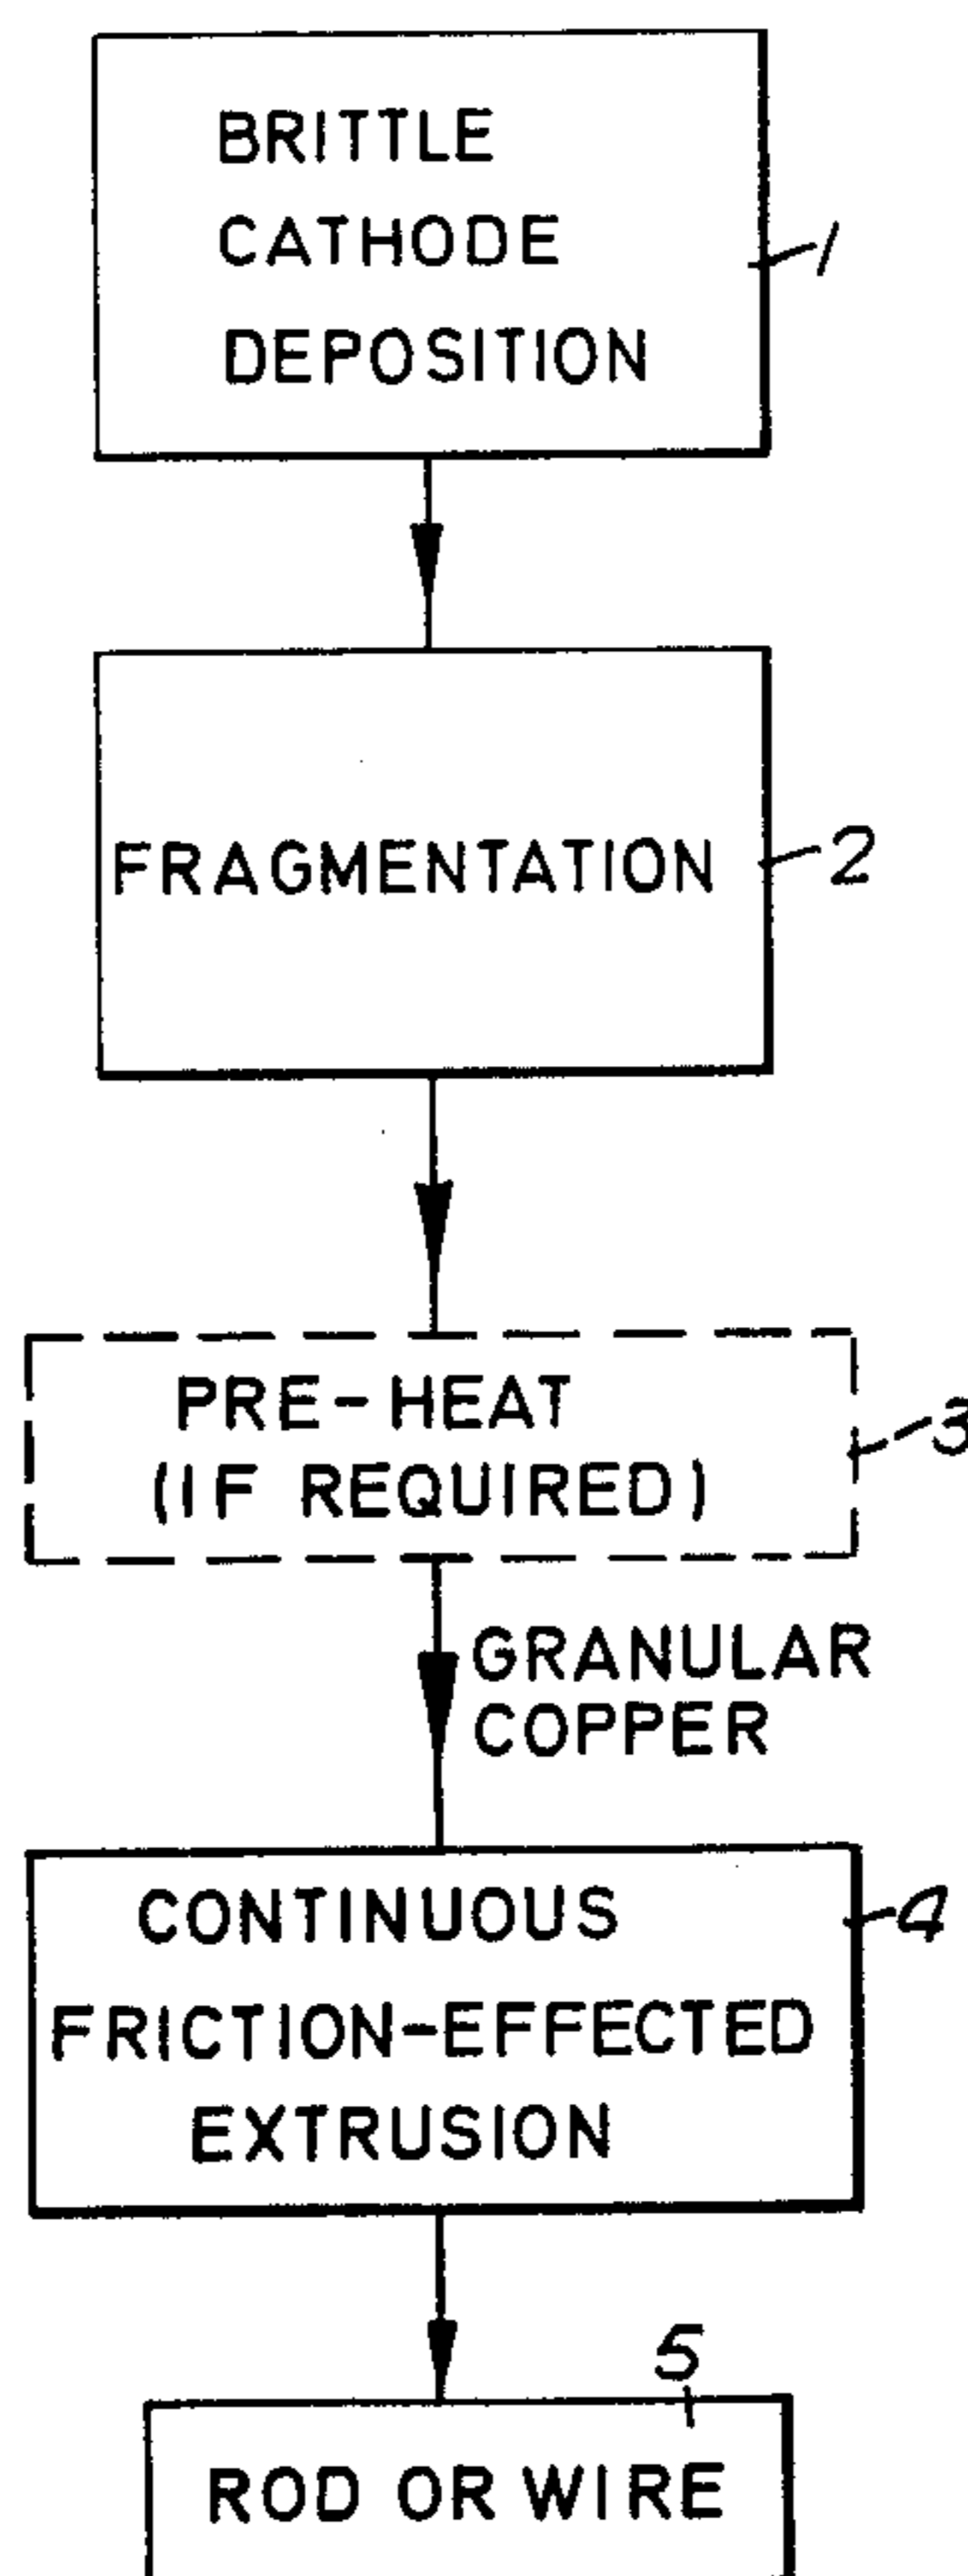 BRITTLE
CATHODE
DEPOSITION
1
FRAGMENTATION
2
PRE-HEAT
(IF REQUIRED)
3
GRANULAR
COPPER
CONTINUOUS
4
FRICTION-EFFECTED
EXTRUSION
5
ROD OR WIRE